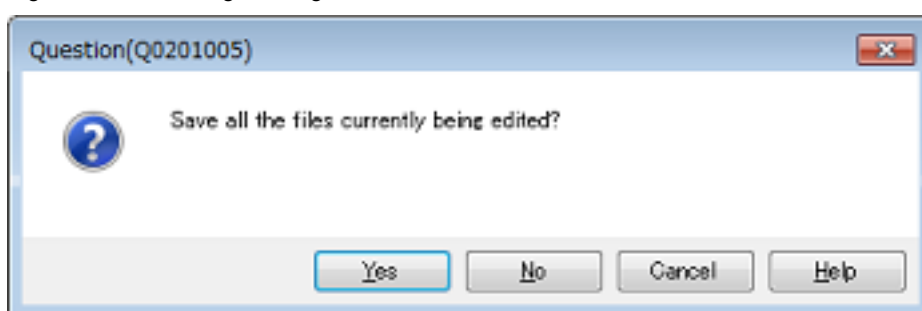 Question(Q0201005)
Save all the files currently being edited?
Yes No Cancel Help